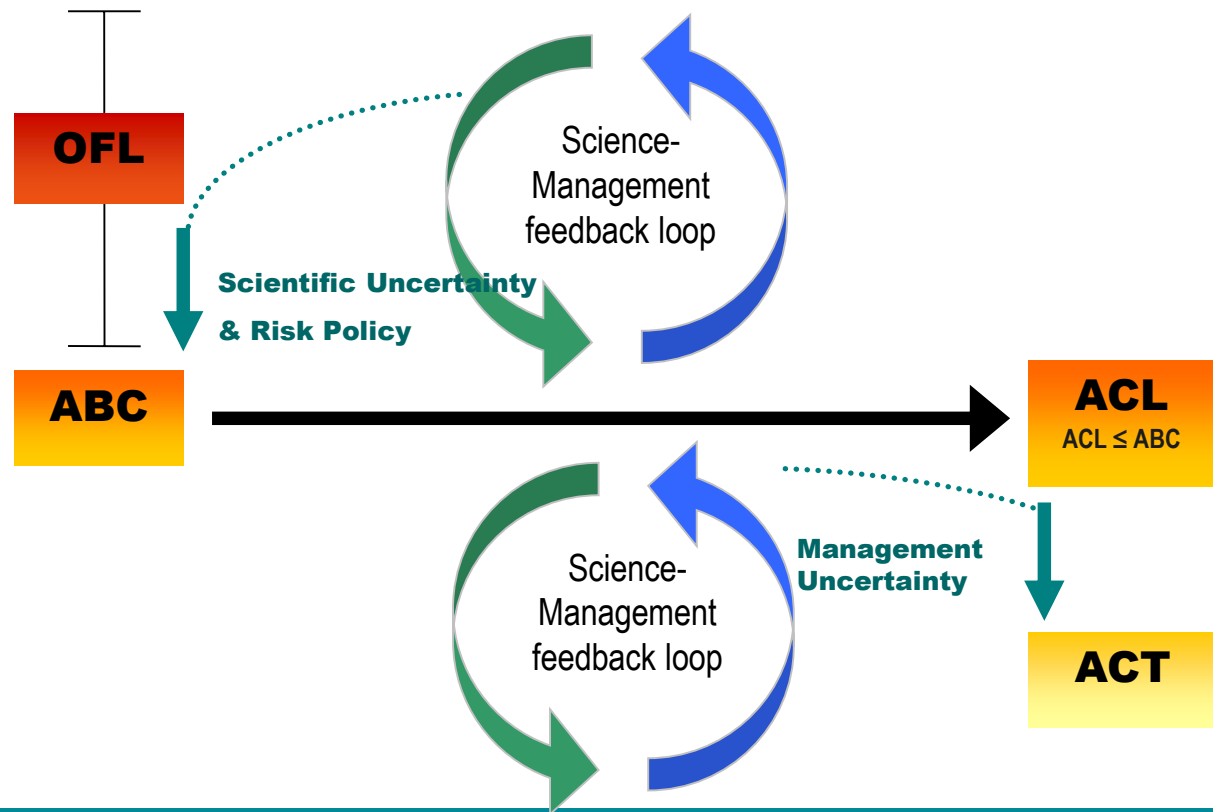 OFL
Science-
Management
feedback loop
Scientific Uncertainty
& Risk Policy
ABC
ACL
ACL ≤ ABC
Science-
Management
feedback loop
Management
Uncertainty
ACT